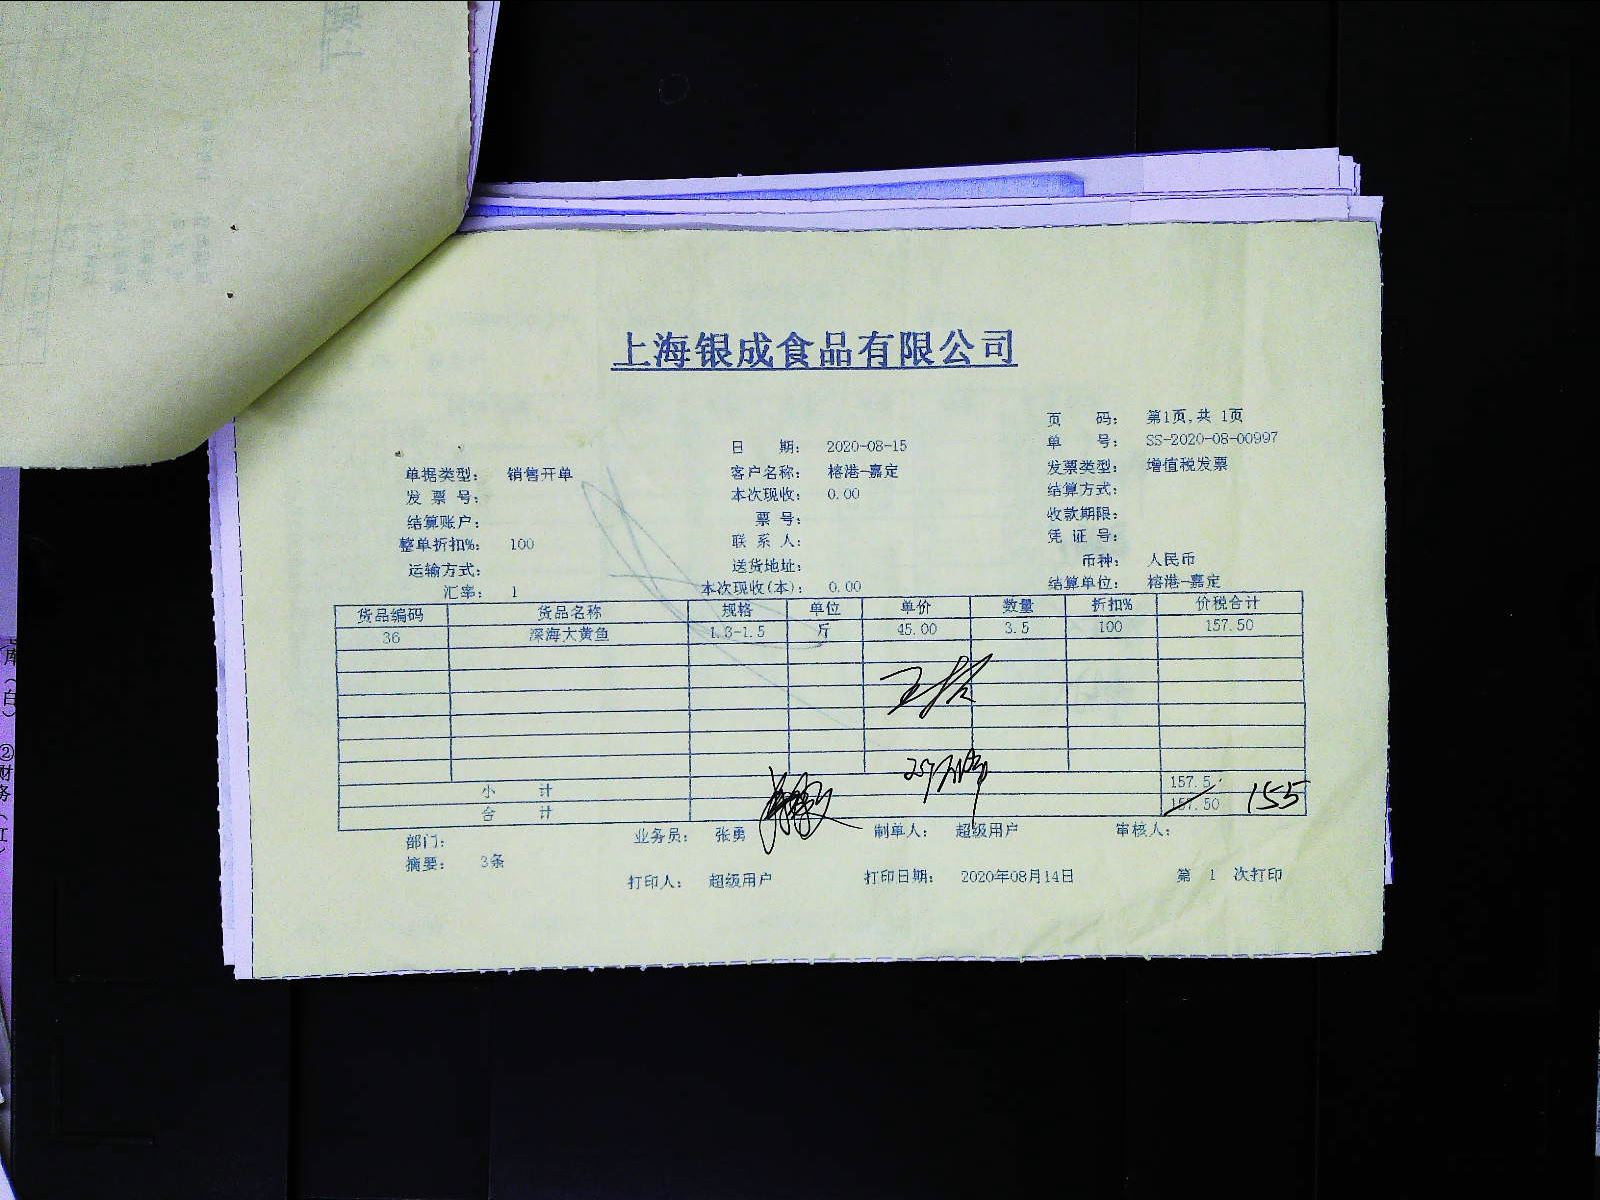 上海银成食品有限公司
页 码: 第1页,共 1页
日 期: 2020-08-15 单 号: SS-2020-08-00997
单据类型: 销售开单 客户名称: 榕港-嘉定 发票类型: 增值税发票
发 票 号: 本次现收: 0.00 结算方式:
结算账户: 票 号: 收款期限:
整单折扣%: 100 联 系 人: 凭 证 号:
运输方式: 送货地址: 币种: 人民币
汇率: 1 本次现收(本): 0.00 结算单位: 榕港-嘉定
货品编码 货品名称 规格 单位 单价 数量 折扣% 价税合计
36 深海大黄鱼 1.3-1.5 斤 45.00 3.5 100 157.50
小 计 157.5
合 计 157.50 155
部门: 业务员: 张勇 制单人: 超级用户 审核人:
摘要: 3条
打印人: 超级用户 打印日期: 2020年08月14日 第 1 次打印
库(白) ②财务(红)